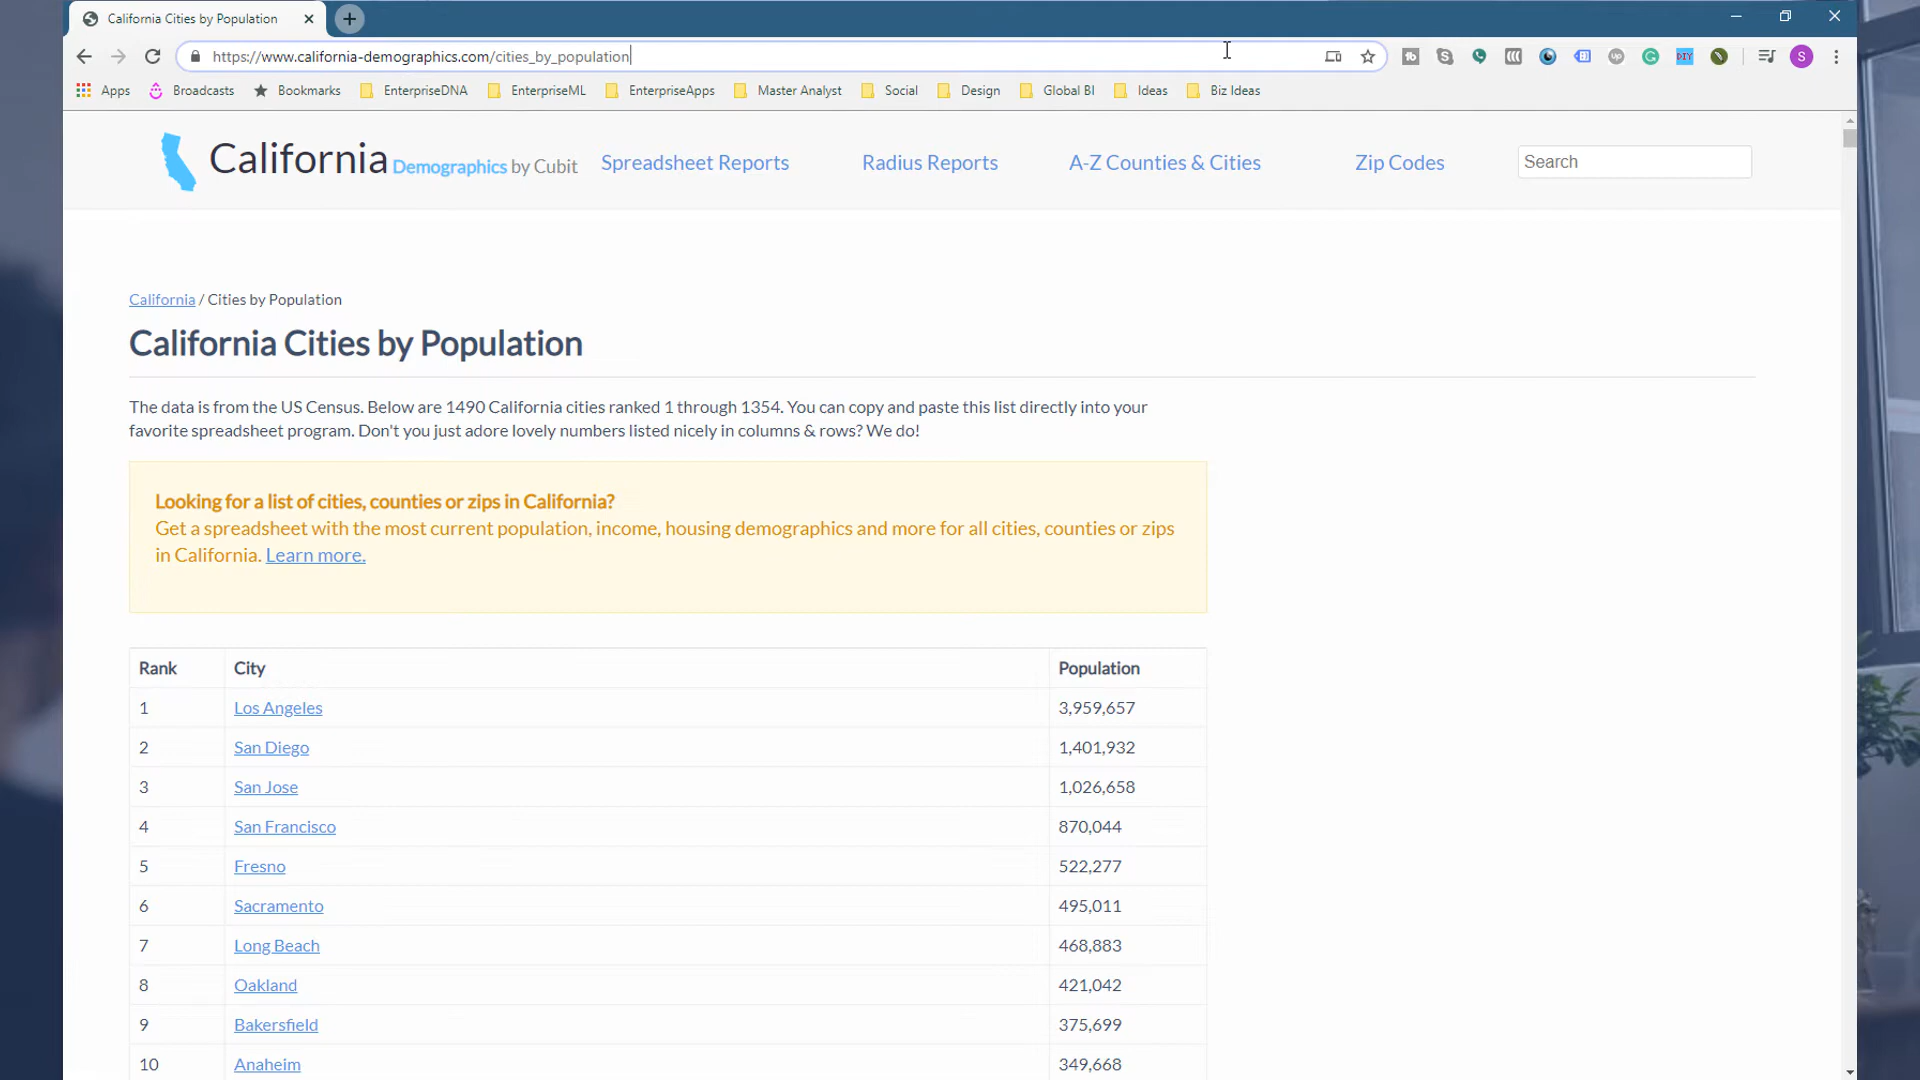 California Cities by Population
https://www.california-demographics.com/cities_by_population
Apps Broadcasts Bookmarks EnterpriseDNA EnterpriseML EnterpriseApps Master Analyst Social Design Global BI Ideas Biz Ideas
California Demographics by Cubit Spreadsheet Reports Radius Reports A-Z Counties & Cities Zip Codes Search
California / Cities by Population
California Cities by Population
The data is from the US Census. Below are 1490 California cities ranked 1 through 1354. You can copy and paste this list directly into your
favorite spreadsheet program. Don't you just adore lovely numbers listed nicely in columns & rows? We do!
Looking for a list of cities, counties or zips in California?
Get a spreadsheet with the most current population, income, housing demographics and more for all cities, counties or zips
in California. Learn more.
Rank City Population
1 Los Angeles 3,959,657
2 San Diego 1,401,932
3 San Jose 1,026,658
4 San Francisco 870,044
5 Fresno 522,277
6 Sacramento 495,011
7 Long Beach 468,883
8 Oakland 421,042
9 Bakersfield 375,699
10 Anaheim 349,668